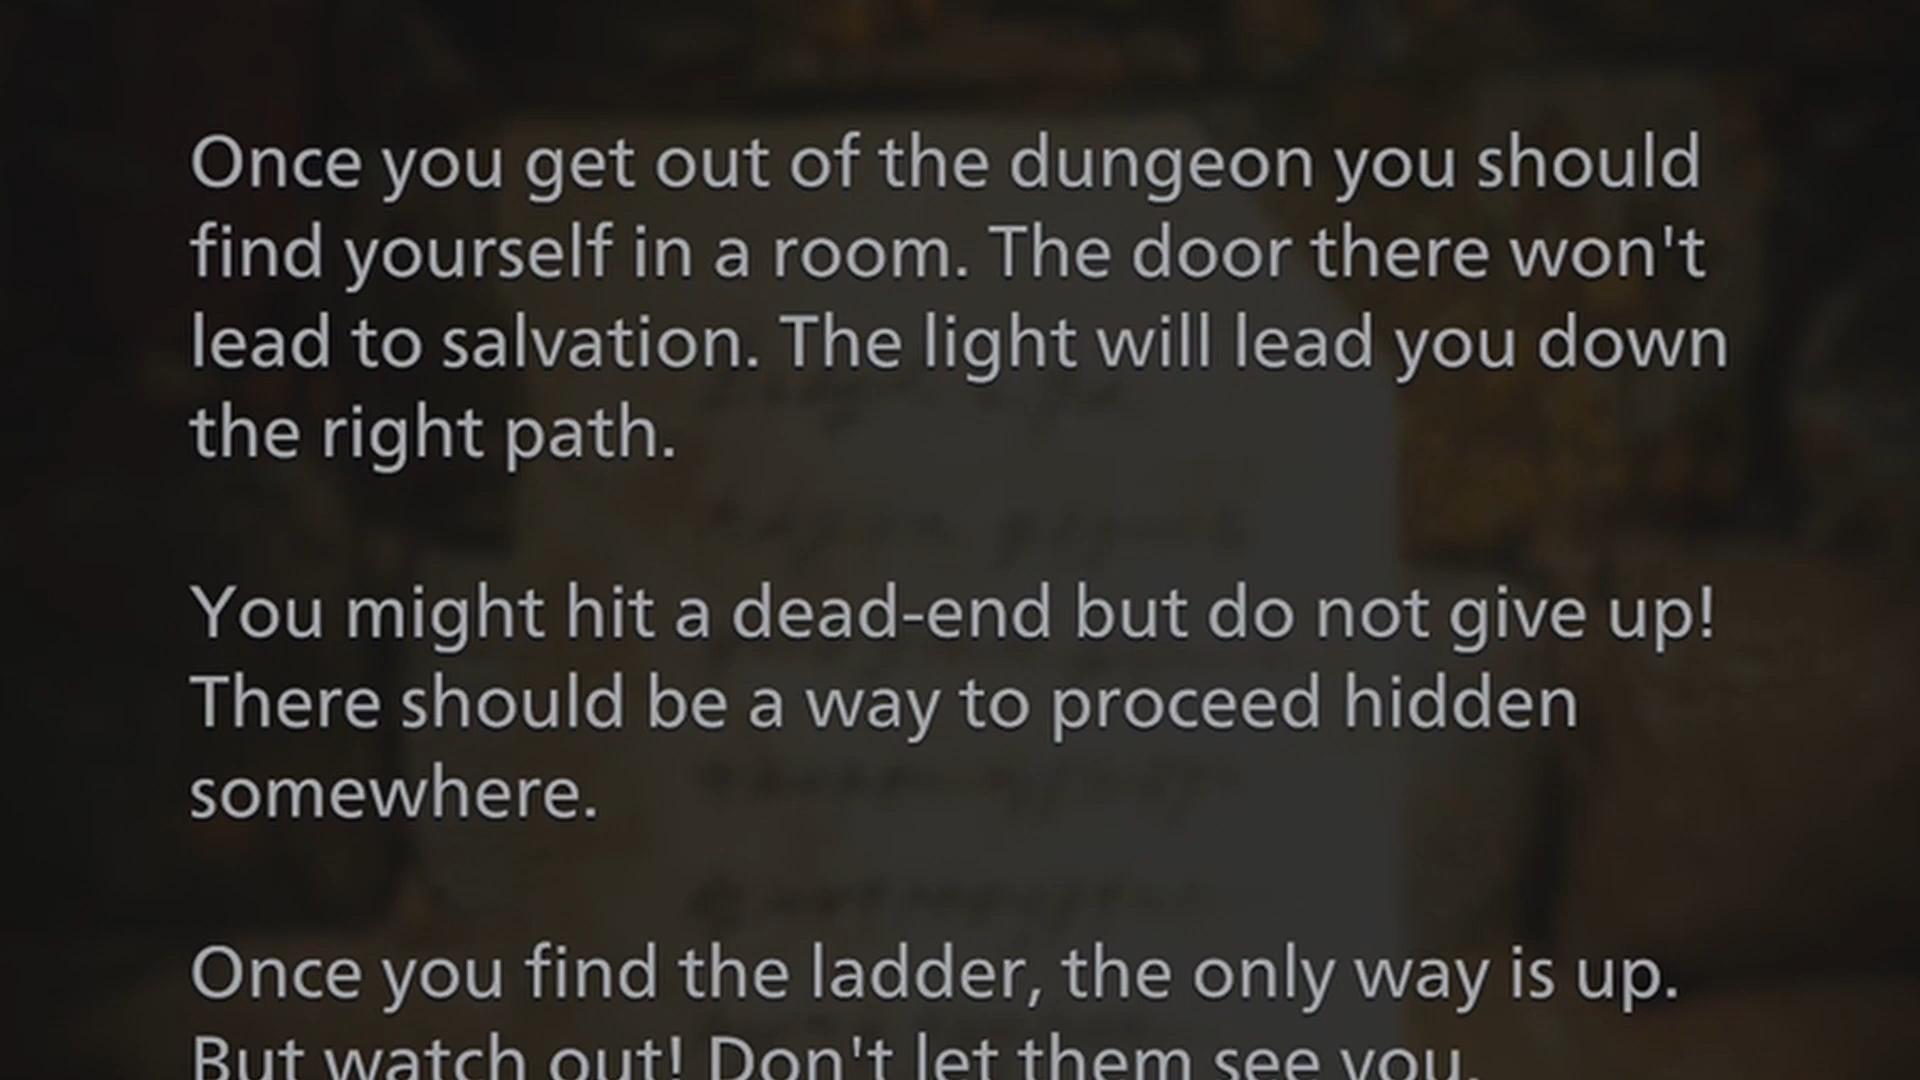 Once you get out of the dungeon you should
find yourself in a room. The door there won't
lead to salvation. The light will lead you down
the right path.
You might hit a dead-end but do not give up!
There should be a way to proceed hidden
somewhere.
Once you find the ladder, the only way is up.
But watch out! Don't let them see you.